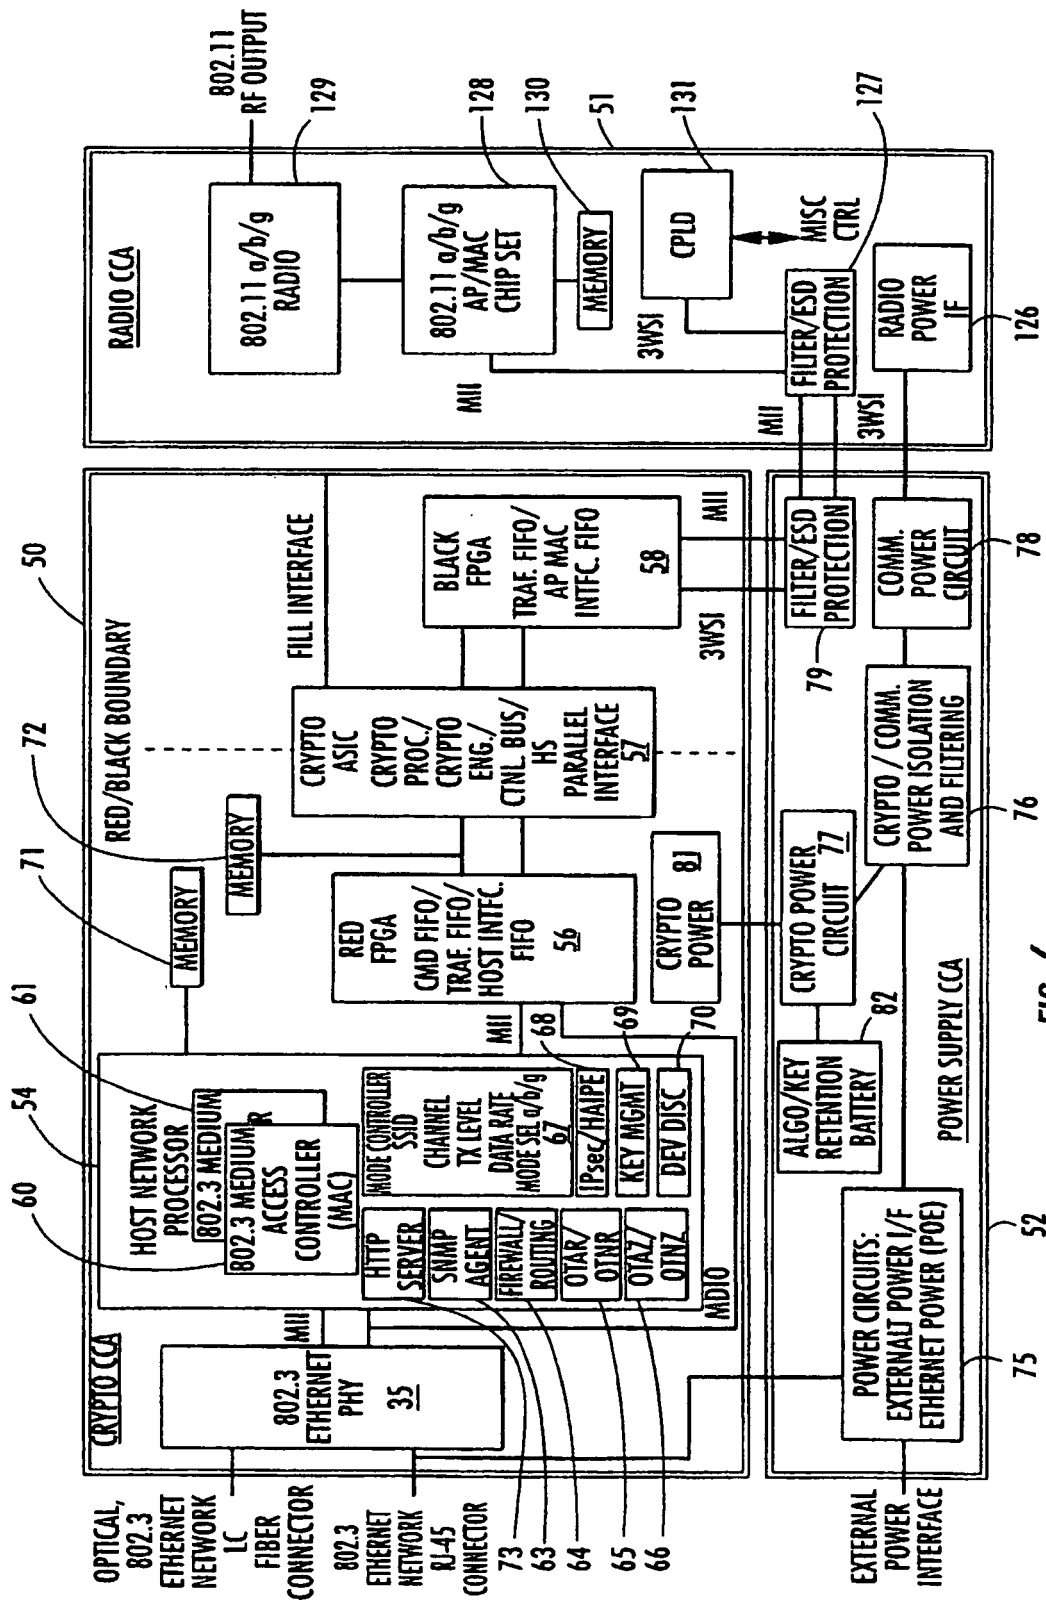 OPTICAL,
802.3
ETHERNET
NETWORK
LC
FIBER
CONNECTOR
802.3
ETHERNET
NETWORK
RJ-45
CONNECTOR
73
63
64
65
66
EXTERNAL
POWER
INTERFACE
CRYPTO CCA
802.3
ETHERNET
PHY
35
MII
MDIO
60
54
61
HOST NETWORK
PROCESSOR
802.3 MEDIUM
R
802.3 MEDIUM
ACCESS
CONTROLLER
(MAC)
HTTP
SERVER
SNMP
AGENT
FIREWALL/
ROUTING
OTAR/
OTNR
OTAZ/
OTNZ
MODE CONTROLLER
SSID
CHANNEL
TX LEVEL
DATA RATE
MODE SEL a/b/g
67
IPsec/HAIPE
KEY MGMT
DEV DISC
68
69
70
MII
71
72
MEMORY
MEMORY
RED
FPGA
CMD FIFO/
TRAF. FIFO/
HOST INTFC.
FIFO
56
CRYPTO
POWER
81
RED/BLACK BOUNDARY
50
CRYPTO
ASIC
CRYPTO
PROC./
CRYPTO
ENG./
CTNL. BUS/
HS
PARALLEL
INTERFACE
57
FILL INTERFACE
BLACK
FPGA
TRAF. FIFO/
AP MAC
INTFC. FIFO
58
3WSI
MII
POWER CIRCUITS:
EXTERNALT POWER I/F
ETHERNET POWER (POE)
75
52
POWER SUPPLY CCA
ALGO/KEY
RETENTION
BATTERY
82
CRYPTO POWER
CIRCUIT
77
CRYPTO / COMM.
POWER ISOLATION
AND FILTERING
76
79
FILTER/ESD
PROTECTION
COMM.
POWER
CIRCUIT
78
RADIO CCA
802.11 a/b/g
RADIO
802.11
RF OUTPUT
129
802.11 a/b/g
AP/MAC
CHIP SET
128
MEMORY
130
MII
3WSI
51
CPLD
131
MISC
CTRL
FILTER/ESD
PROTECTION
127
MII
3WSI
RADIO
POWER
IF
126